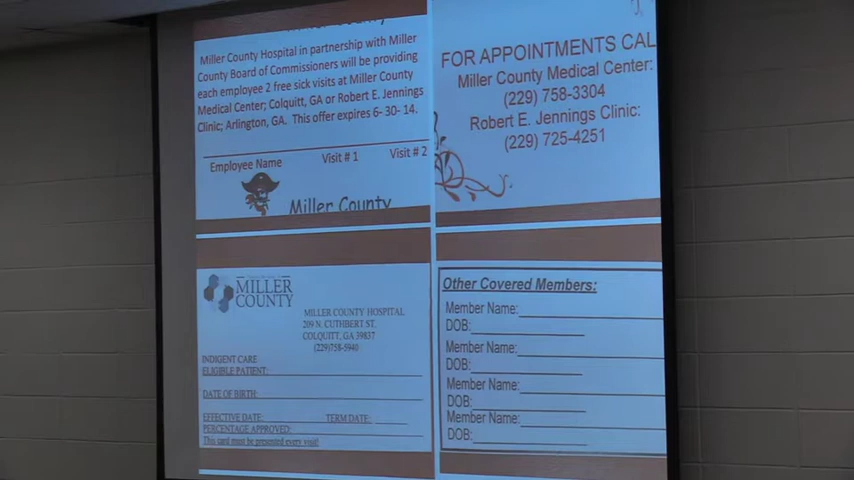 Miller County Hospital in partnership with Miller
County Board of Commissioners will be providing
each employee 2 free sick visits at Miller County
Medical Center; Colquitt, GA or Robert E. Jennings
Clinic; Arlington, GA. This offer expires 6-30-14.
Employee Name Visit # 1 Visit # 2
Miller County
FOR APPOINTMENTS CAL
Miller County Medical Center:
(229) 758-3304
Robert E. Jennings Clinic:
(229) 725-4251
MILLER
COUNTY
MILLER COUNTY HOSPITAL
209 N. CUTHBERT ST.
COLQUITT, GA 39837
(229)758-5940
INDIGENT CARE
ELIGIBLE PATIENT:
DATE OF BIRTH:
EFFECTIVE DATE: TERM DATE:
PERCENTAGE APPROVED:
This card must be presented every visit!
Other Covered Members:
Member Name:
DOB:
Member Name:
DOB:
Member Name:
DOB:
Member Name:
DOB: